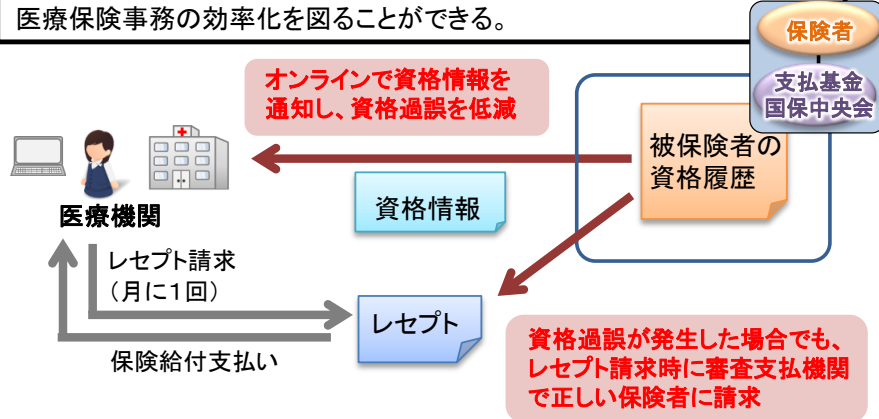 医療保険事務の効率化を図ることができる。
保険者
支払基金
国保中央会
オンラインで資格情報を
通知し、資格過誤を低減
被保険者の
資格履歴
資格情報
医療機関
レセプト請求
（月に１回）
レセプト
保険給付支払い
資格過誤が発生した場合でも、
レセプト請求時に審査支払機関
で正しい保険者に請求